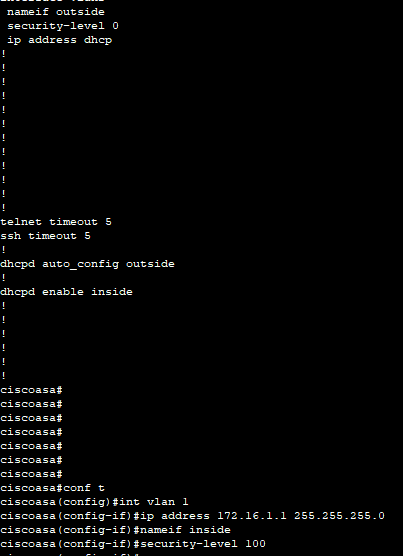 nameif outside
security-level 0
ip address dhcp
!
!
!
!
!
!
!
!
!
!
!
!
telnet timeout 5
ssh timeout 5
!
dhcpd auto_config outside
!
dhcpd enable inside
!
!
!
!
!
!
ciscoasa#
ciscoasa#
ciscoasa#
ciscoasa#
ciscoasa#
ciscoasa#
ciscoasa#
ciscoasa#conf t
ciscoasa(config)#int vlan 1
ciscoasa(config-if)#ip address 172.16.1.1 255.255.255.0
ciscoasa(config-if)#nameif inside
ciscoasa(config-if)#security-level 100